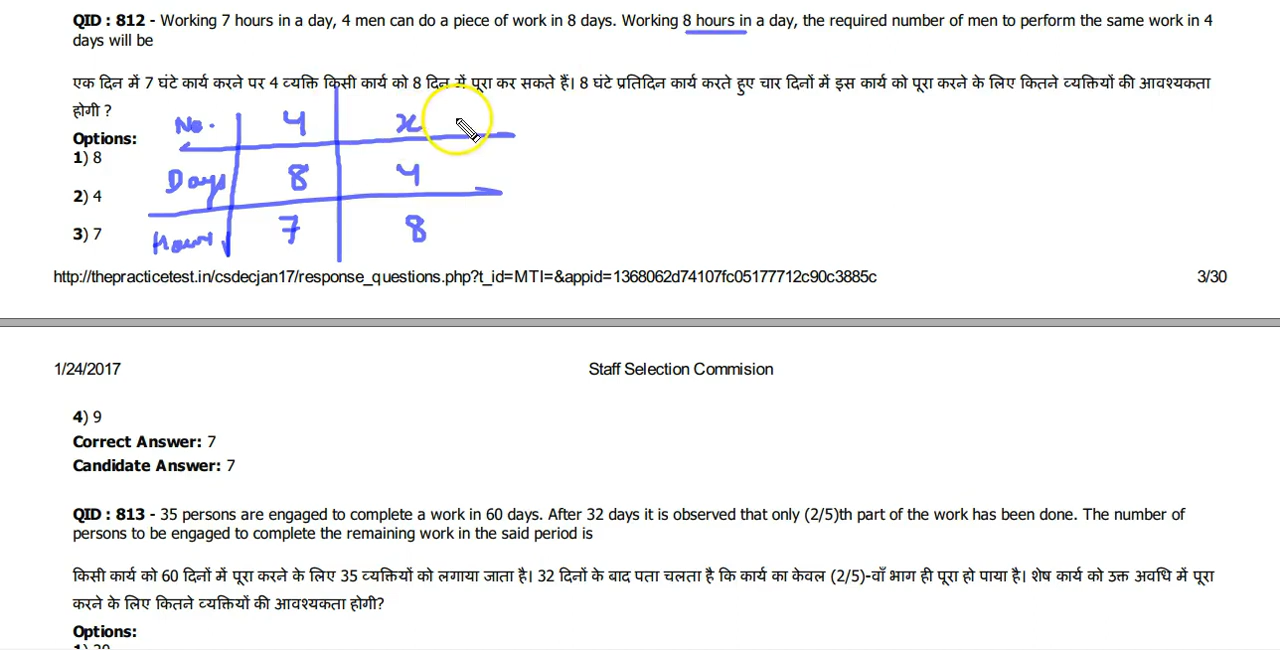 QID : 812 - Working 7 hours in a day, 4 men can do a piece of work in 8 days. Working 8 hours in a day, the required number of men to perform the same work in 4
days will be
एक दिन में 7 घंटे कार्य करने पर 4 व्यक्ति किसी कार्य को 8 दिन में पूरा कर सकते हैं। 8 घंटे प्रतिदिन कार्य करते हुए चार दिनों में इस कार्य को पूरा करने के लिए कितने व्यक्तियों की आवश्यकता
होगी ?
No. 4 x
Options:
1) 8
Days 8 4
2) 4
3) 7
Hours 7 8
http://thepracticetest.in/csdecjan17/response_questions.php?t_id=MTI=&appid=1368062d74107fc05177712c90c3885c 3/30
1/24/2017 Staff Selection Commision
4) 9
Correct Answer: 7
Candidate Answer: 7
QID : 813 - 35 persons are engaged to complete a work in 60 days. After 32 days it is observed that only (2/5)th part of the work has been done. The number of
persons to be engaged to complete the remaining work in the said period is
किसी कार्य को 60 दिनों में पूरा करने के लिए 35 व्यक्तियों को लगाया जाता है। 32 दिनों के बाद पता चलता है कि कार्य का केवल (2/5)-वाँ भाग ही पूरा हो पाया है। शेष कार्य को उक्त अवधि में पूरा
करने के लिए कितने व्यक्तियों की आवश्यकता होगी?
Options: